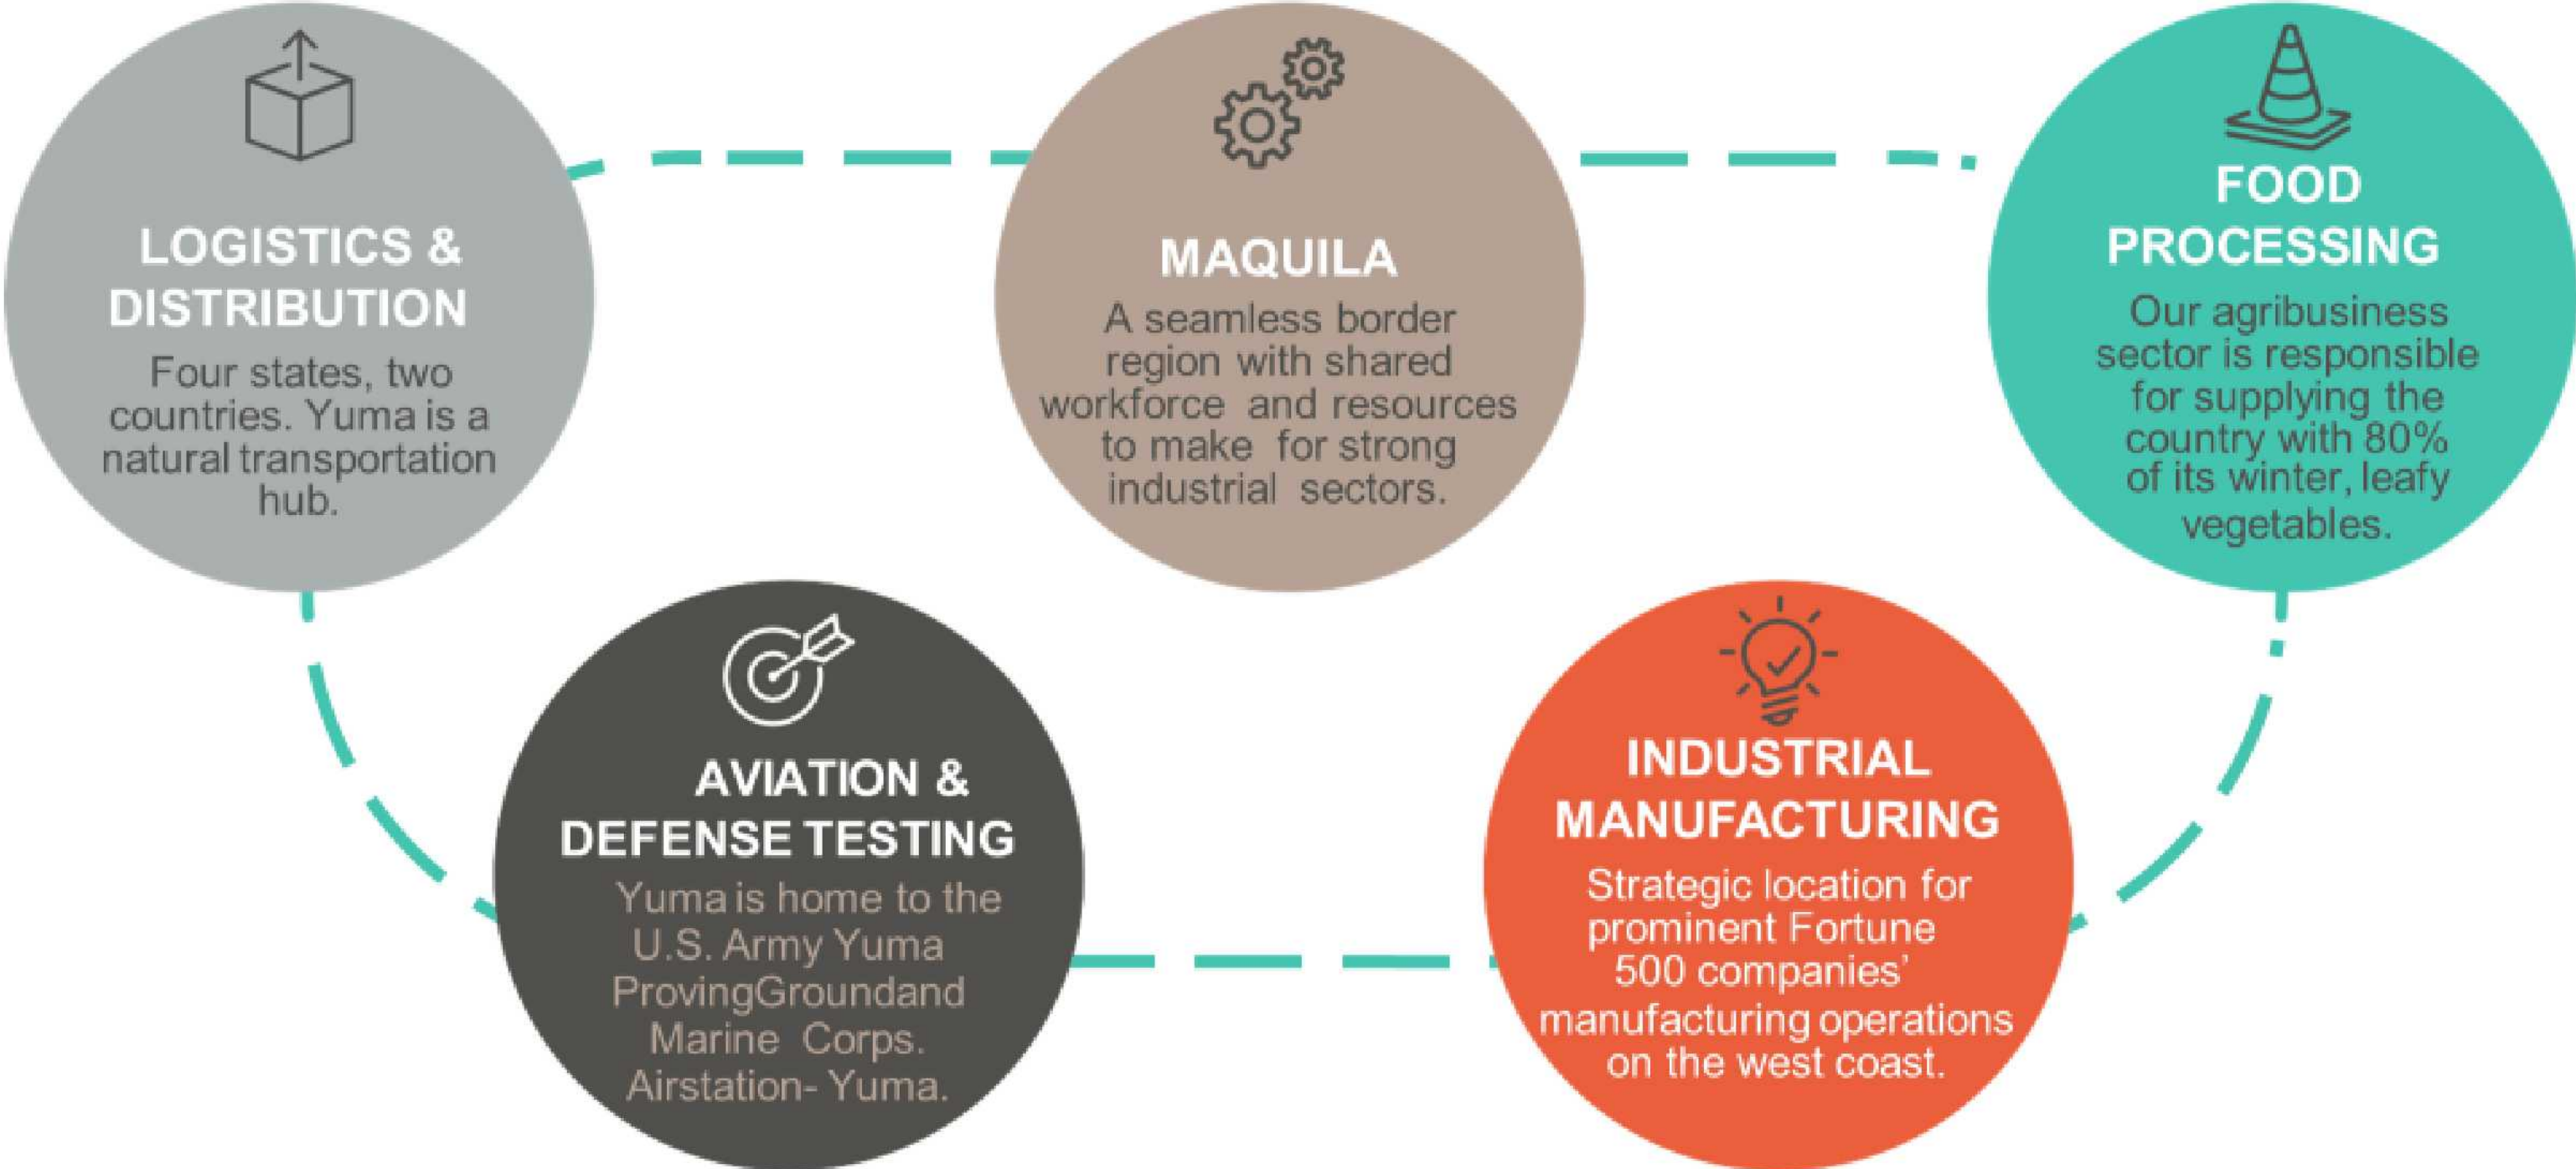 LOGISTICS &
DISTRIBUTION
Four states, two
countries. Yuma is a
natural transportation
hub.
MAQUILA
A seamless border
region with shared
workforce and resources
to make for strong
industrial sectors.
FOOD
PROCESSING
Our agribusiness
sector is responsible
for supplying the
country with 80%
of its winter, leafy
vegetables.
AVIATION &
DEFENSE TESTING
Yuma is home to the
U.S. Army Yuma
ProvingGroundand
Marine Corps.
Airstation- Yuma.
INDUSTRIAL
MANUFACTURING
Strategic location for
prominent Fortune
500 companies’
manufacturing operations
on the west coast.